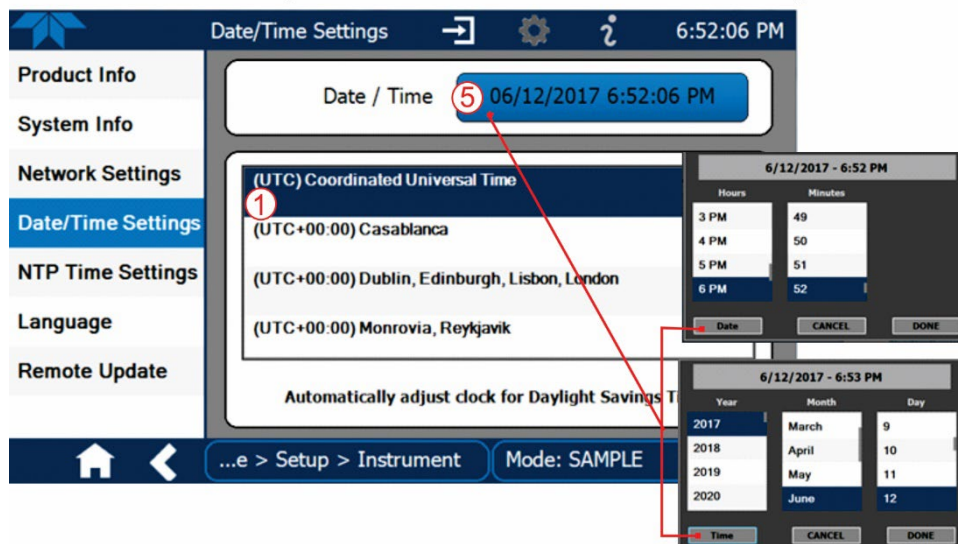 Date/Time Settings
6:52:06 PM
Product Info
System Info
Network Settings
Date/Time Settings
NTP Time Settings
Language
Remote Update
Date / Time
5
06/12/2017 6:52:06 PM
(UTC) Coordinated Universal Time
1
(UTC+00:00) Casablanca
(UTC+00:00) Dublin, Edinburgh, Lisbon, London
(UTC+00:00) Monrovia, Reykjavik
Automatically adjust clock for Daylight Savings
...e > Setup > Instrument
Mode: SAMPLE
6/12/2017 - 6:52 PM
Hours Minutes
3 PM 49
4 PM 50
5 PM 51
6 PM 52
Date CANCEL DONE
6/12/2017 - 6:53 PM
Year Month Day
2017 March 9
2018 April 10
2019 May 11
2020 June 12
Time CANCEL DONE